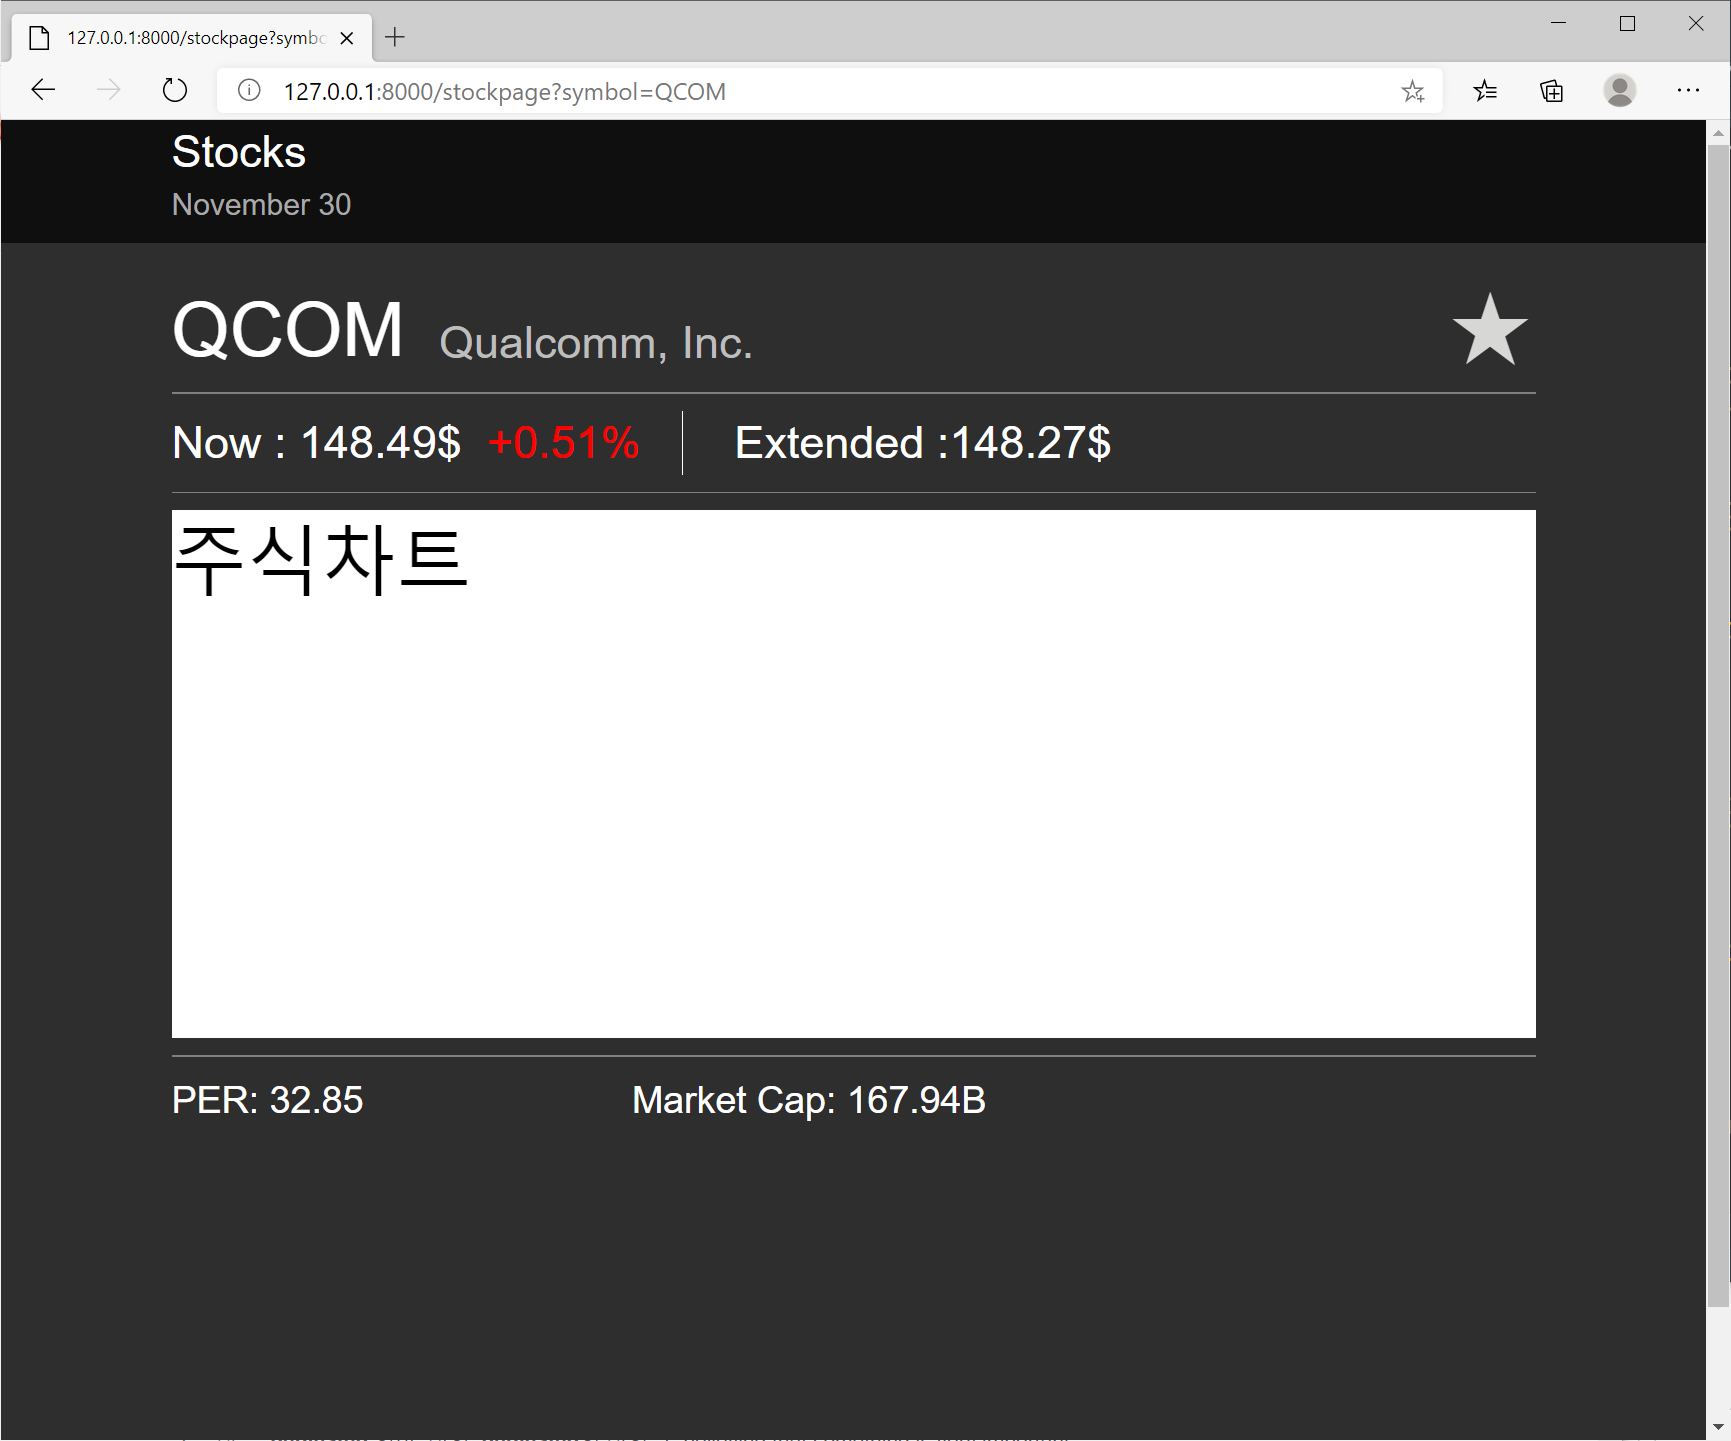 127.0.0.1:8000/stockpage?symbo
127.0.0.1:8000/stockpage?symbol=QCOM
Stocks
November 30
QCOM Qualcomm, Inc.
Now : 148.49$ +0.51% Extended :148.27$
주식차트
PER: 32.85 Market Cap: 167.94B